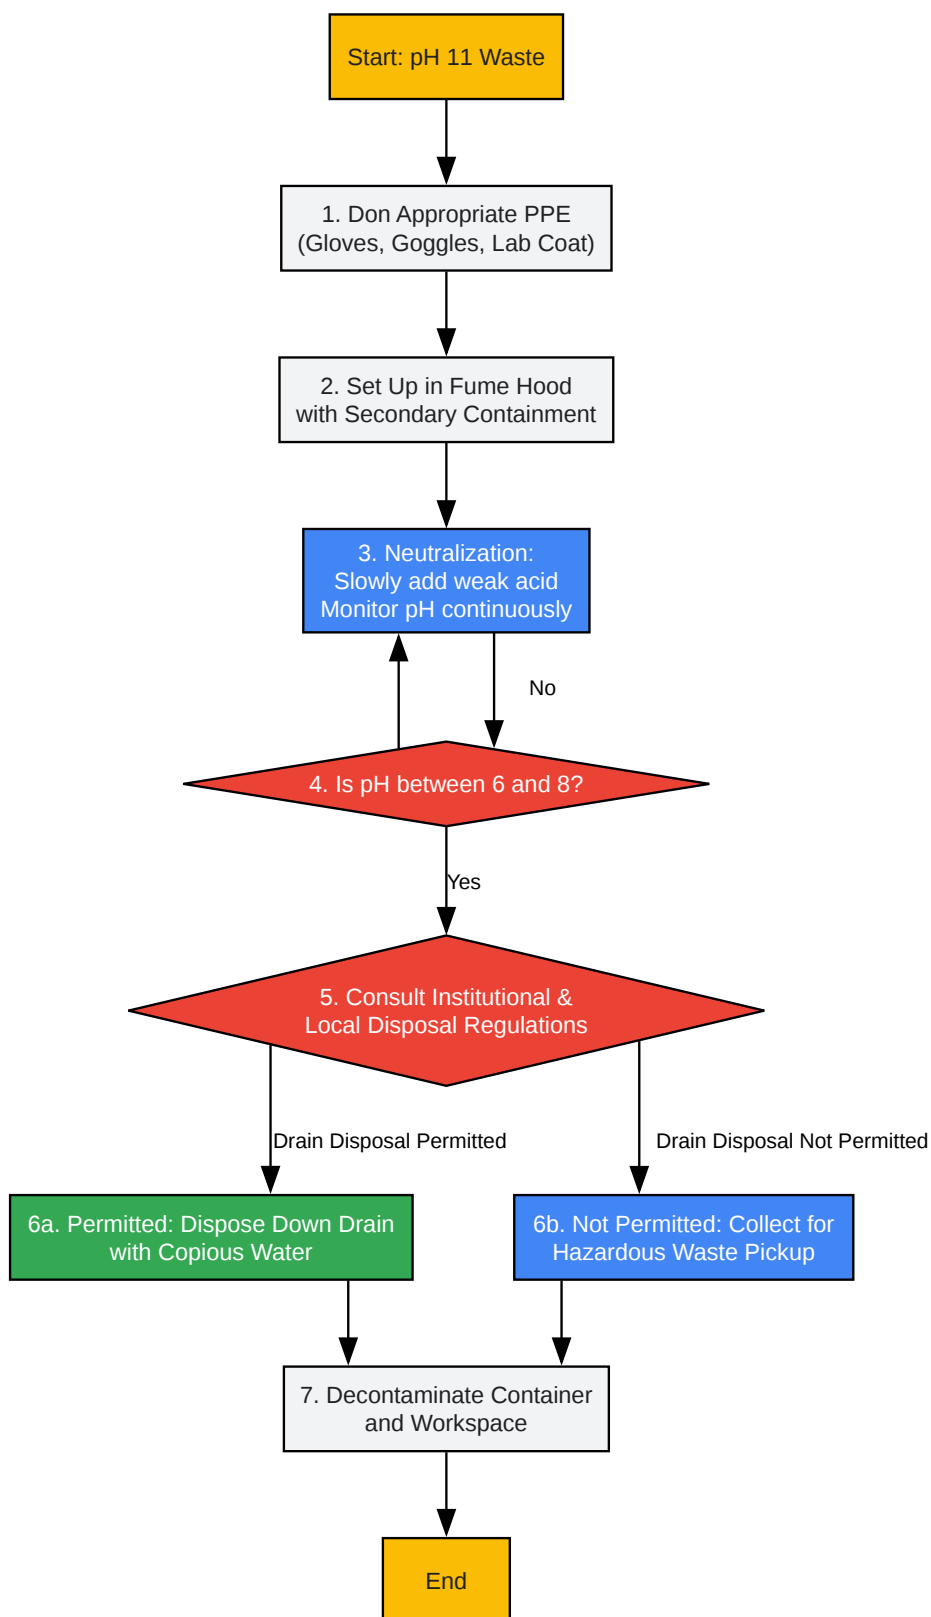 Start: pH 11 Waste
1. Don Appropriate PPE
(Gloves, Goggles, Lab Coat)
2. Set Up in Fume Hood
with Secondary Containment
3. Neutralization:
Slowly add weak acid
Monitor pH continuously
No
4. Is pH between 6 and 8?
Yes
5. Consult Institutional &
Local Disposal Regulations
Drain Disposal Permitted
Drain Disposal Not Permitted
6a. Permitted: Dispose Down Drain
with Copious Water
6b. Not Permitted: Collect for
Hazardous Waste Pickup
7. Decontaminate Container
and Workspace
End